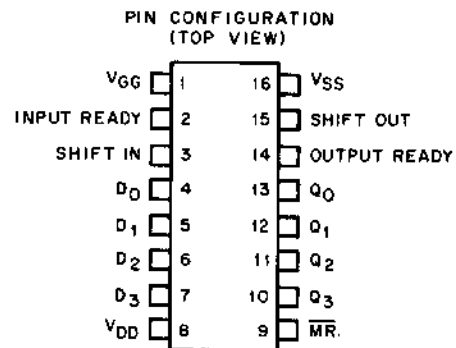 PIN CONFIGURATION
(TOP VIEW)
VGG 1 16 VSS
INPUT READY 2 15 SHIFT OUT
SHIFT IN 3 14 OUTPUT READY
D0 4 13 Q0
D1 5 12 Q1
D2 6 11 Q2
D3 7 10 Q3
VDD 8 9 M̅R̅.